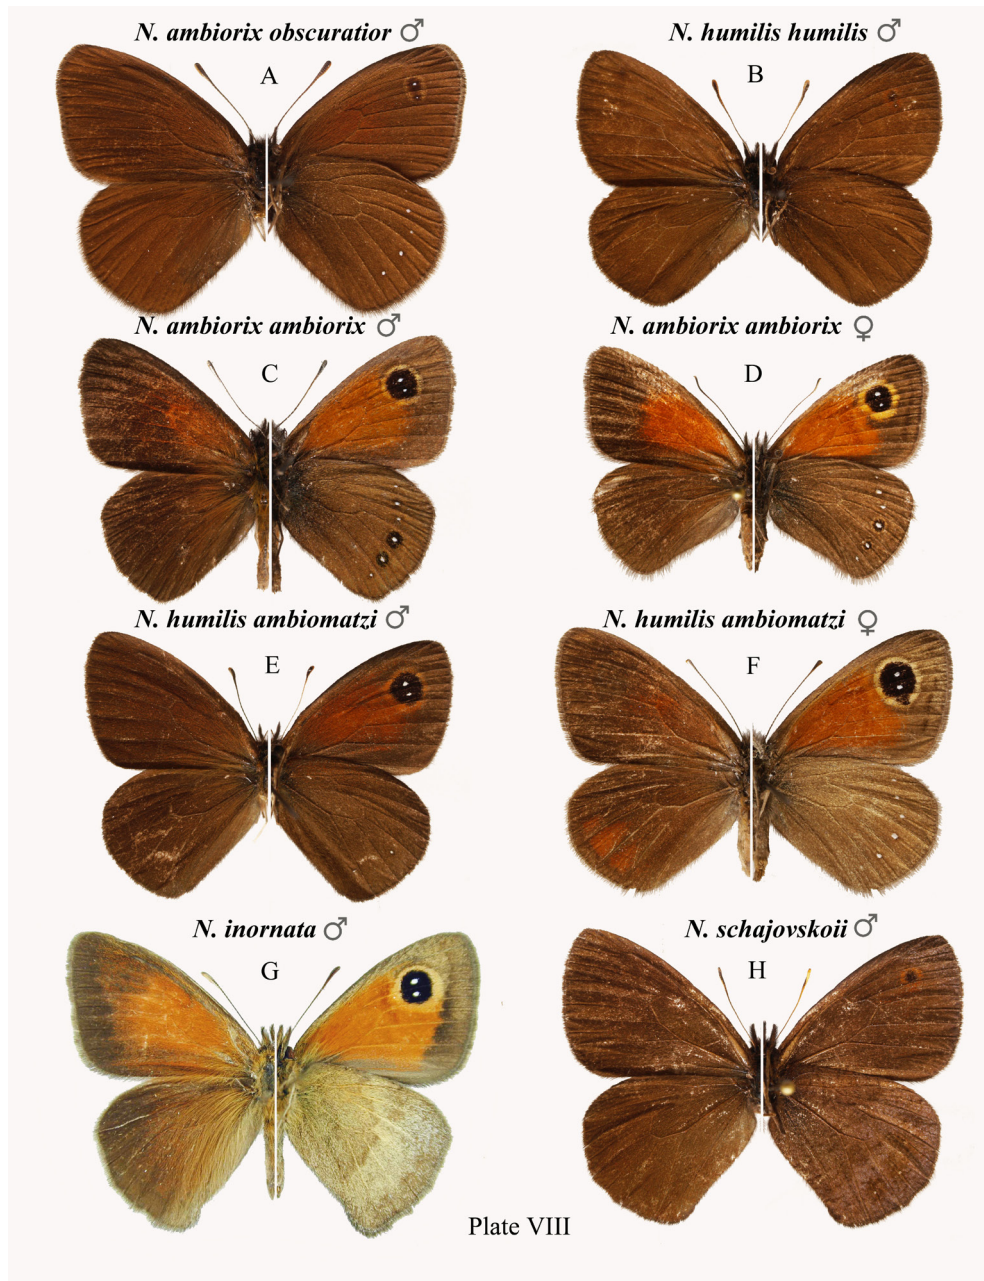 N. ambiorix obscuratior ♂
A
N. humilis humilis ♂
B
N. ambiorix ambiorix ♂
C
N. ambiorix ambiorix ♀
D
N. humilis ambiomatzi ♂
E
N. humilis ambiomatzi ♀
F
N. inornata ♂
G
N. schajovskoii ♂
H
Plate VIII